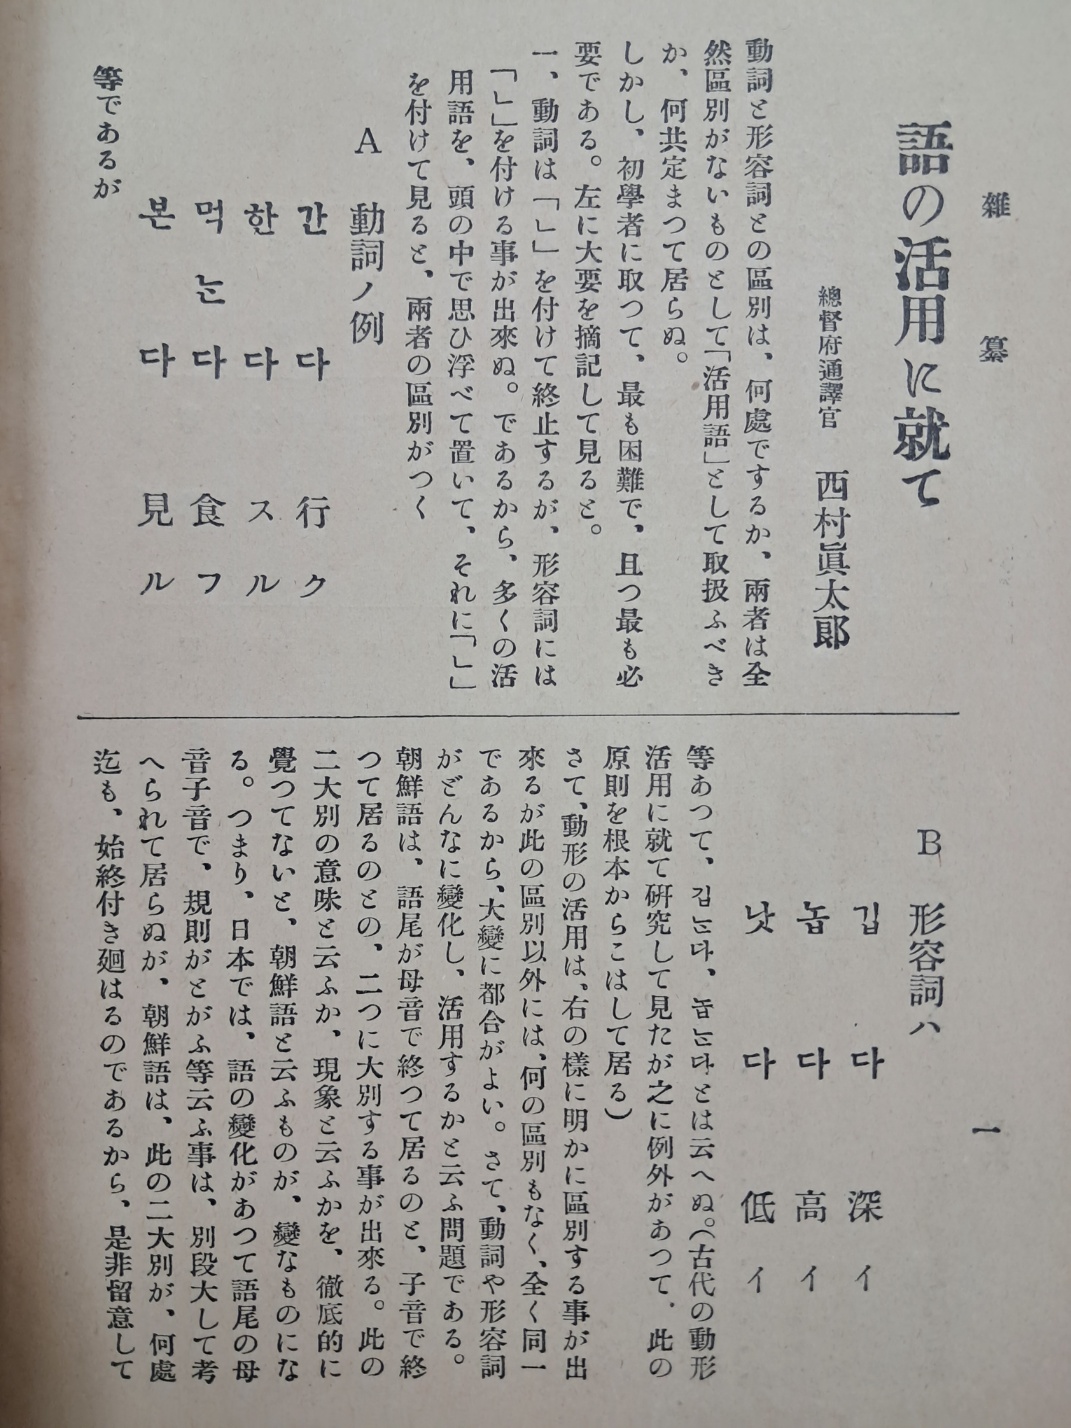 雜纂
一
語の活用に就て
總督府通譯官 西村眞太郞
動詞と形容詞との區別は、何處でするか、兩者は全
然區別がないものとして「活用語」として取扱ふべき
か、何共定まつて居らぬ。
しかし、初學者に取つて、最も困難で、且つ最も必
要である。左に大要を摘記して見ると。
一、動詞は「ㄴ」を付けて終止するが、形容詞には
「ㄴ」を付ける事が出來ぬ。であるから、多くの活
用語を、頭の中で思ひ浮べて置いて、それに「ㄴ」
を付けて見ると、兩者の區別がつく
A 動詞ノ例
간다 行ク
한다 スル
먹는다 食フ
본다 見ル
等であるが
B 形容詞ハ
깁다 深イ
놉다 高イ
낫다 低イ
等あつて、깁는다、놉는다とは云へぬ。(古代の動形
活用に就て硏究して見たが之に例外があつて、此の
原則を根本からこはして居る)
さて、動形の活用は、右の樣に明かに區別する事が出
來るが此の區別以外には、何の區別もなく、全く同一
であるから、大變に都合がよい。さて、動詞や形容詞
がどんなに變化し、活用するかと云ふ問題である。
朝鮮語は、語尾が母音で終つて居るのと、子音で終
つて居るのとの、二つに大別する事が出來る。此の
二大別の意味と云ふか、現象と云ふかを、徹底的に
覺つてないと、朝鮮語と云ふものが、變なものにな
る。つまり、日本では、語の變化があつて語尾の母
音子音で、規則がとがふ等云ふ事は、別段大して考
へられて居らぬが、朝鮮語は、此の二大別が、何處
迄も、始終付き廻はるのであるから、是非留意して